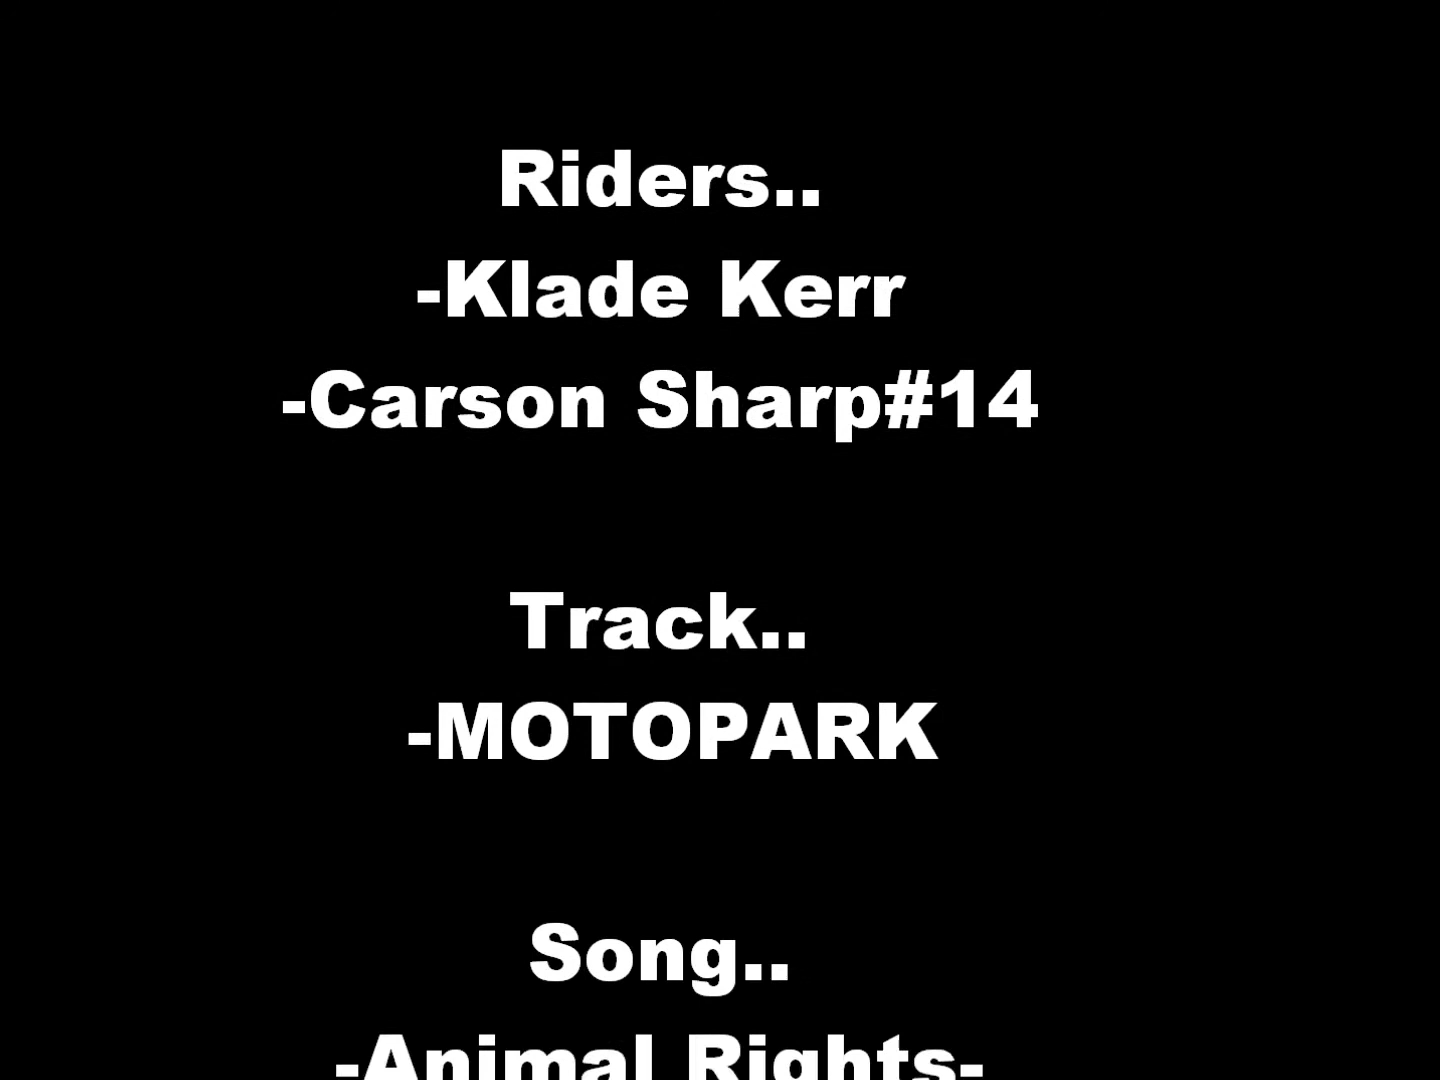 Riders..
-Klade Kerr
-Carson Sharp#14
Track..
-MOTOPARK
Song..
-Animal Rights-